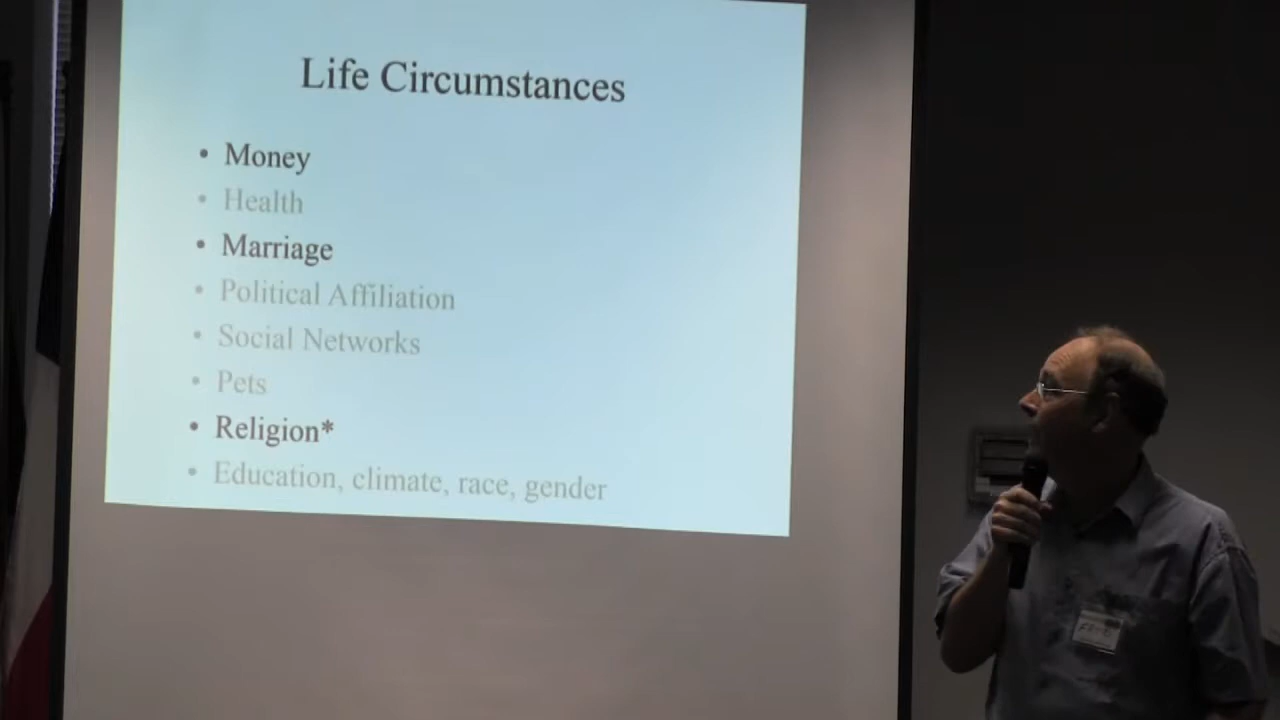 Life Circumstances
• Money
• Health
• Marriage
• Political Affiliation
• Social Networks
• Pets
• Religion*
• Education, climate, race, gender